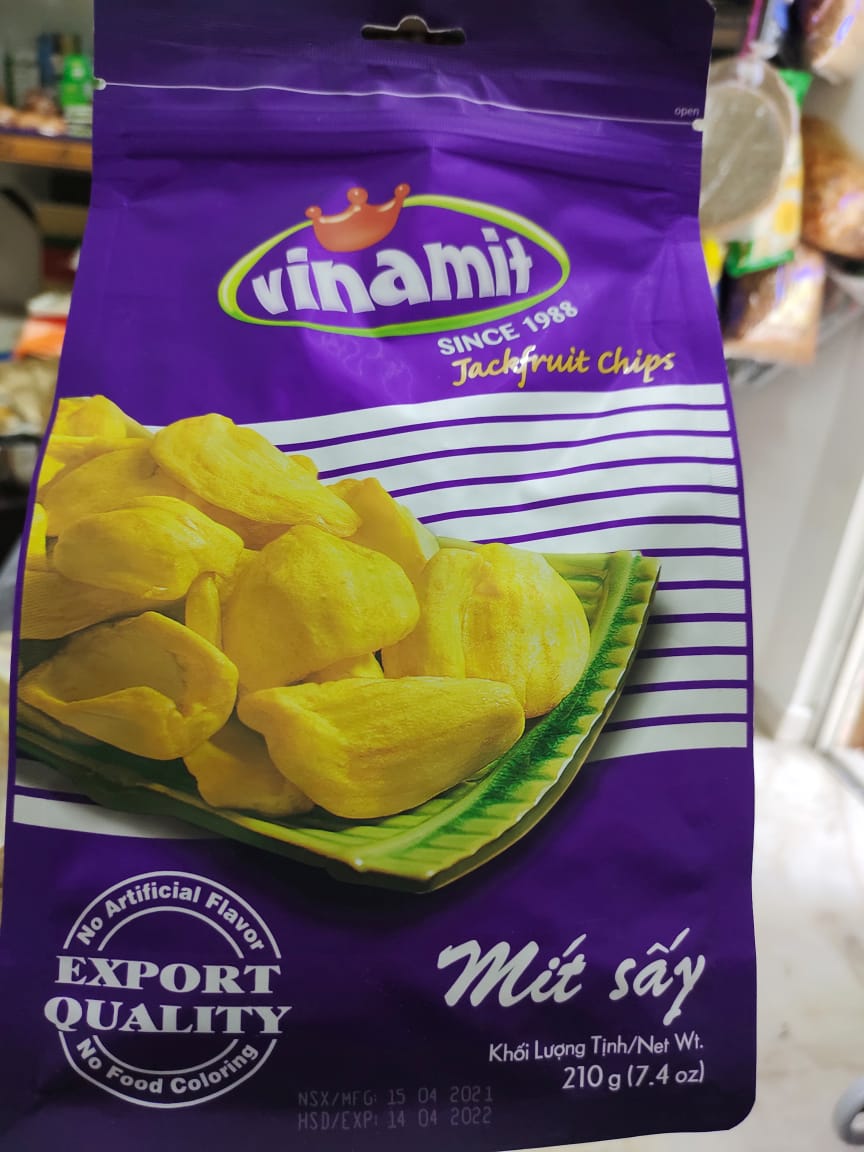 open
vinamit
SINCE 1988
Jackfruit Chips
No Artificial Flavor
EXPORT
QUALITY
No Food Coloring
Mít sấy
Khối Lượng Tịnh/Net Wt.
210 g (7.4 oz)
NSX/MFG: 15 04 2021
HSD/EXP: 14 04 2022